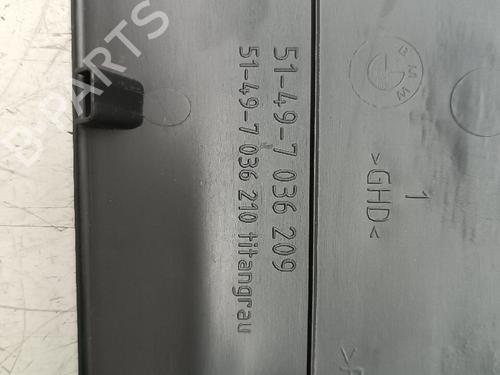 B-PARTS
BMW
51-49-7 036 209
51-49-7 036 210 titangrau
1
>GHD<